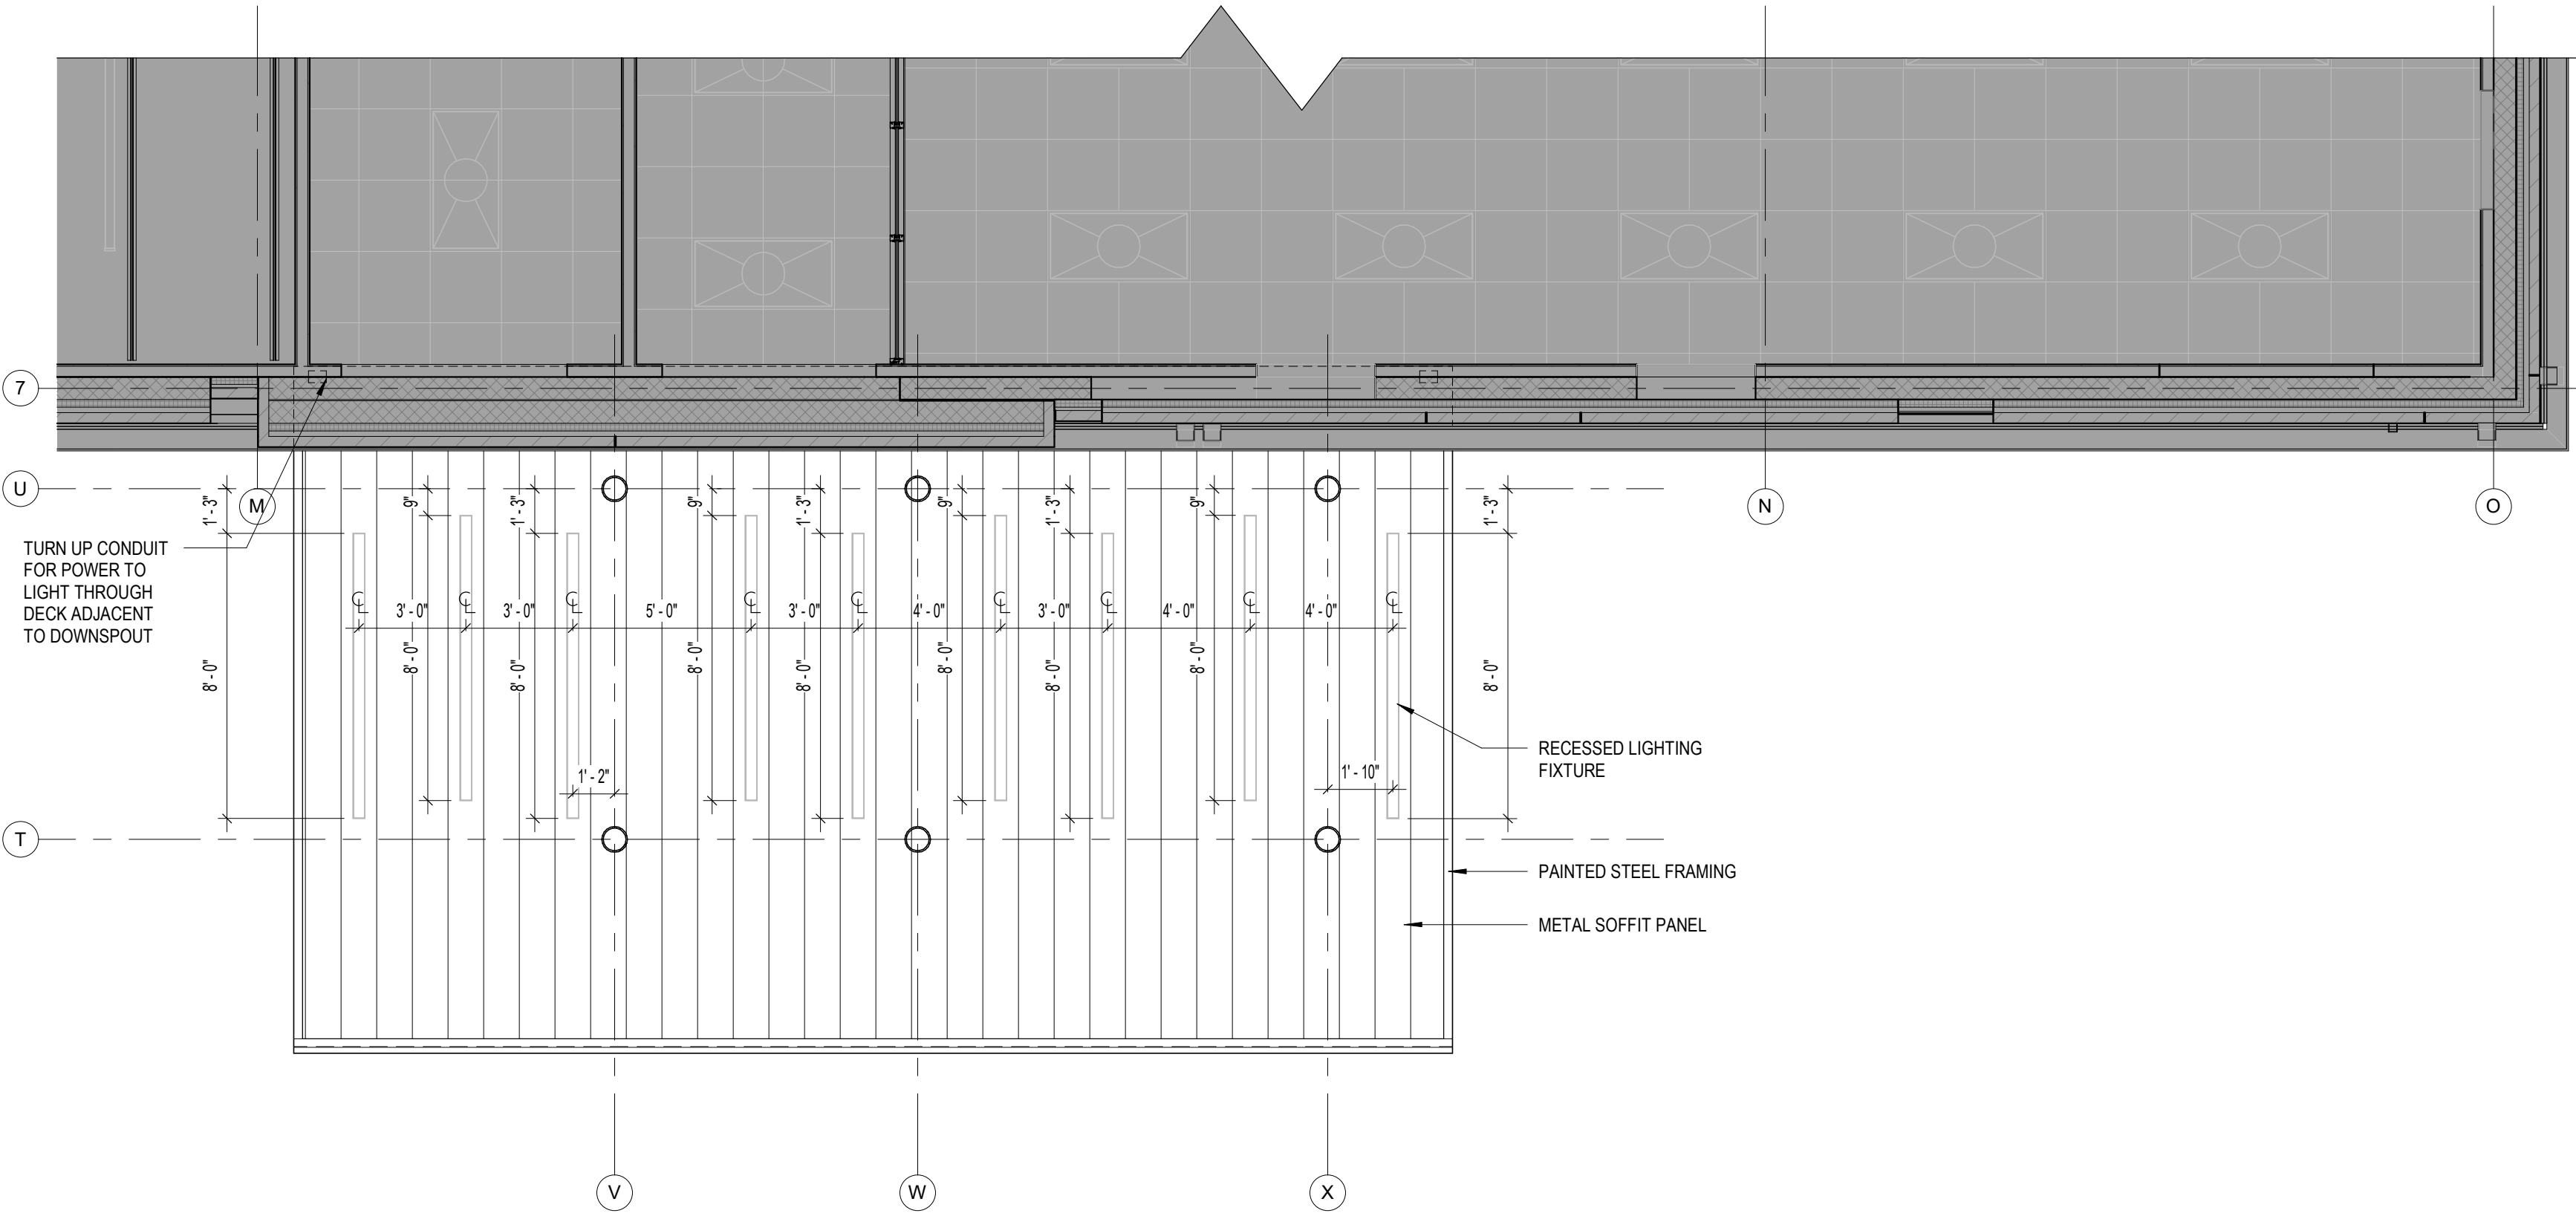 7
U
M
N
O
1' - 3"
9"
1' - 3"
9"
1' - 3"
9"
1' - 3"
9"
1' - 3"
TURN UP CONDUIT
FOR POWER TO
LIGHT THROUGH
DECK ADJACENT
TO DOWNSPOUT
℄ ℄ ℄ ℄ ℄ ℄ ℄ ℄ ℄
3' - 0"
3' - 0"
5' - 0"
3' - 0"
4' - 0"
3' - 0"
4' - 0"
4' - 0"
8' - 0"
8' - 0"
8' - 0"
8' - 0"
8' - 0"
8' - 0"
8' - 0"
8' - 0"
8' - 0"
1' - 2"
1' - 10"
RECESSED LIGHTING
FIXTURE
T
PAINTED STEEL FRAMING
METAL SOFFIT PANEL
V
W
X